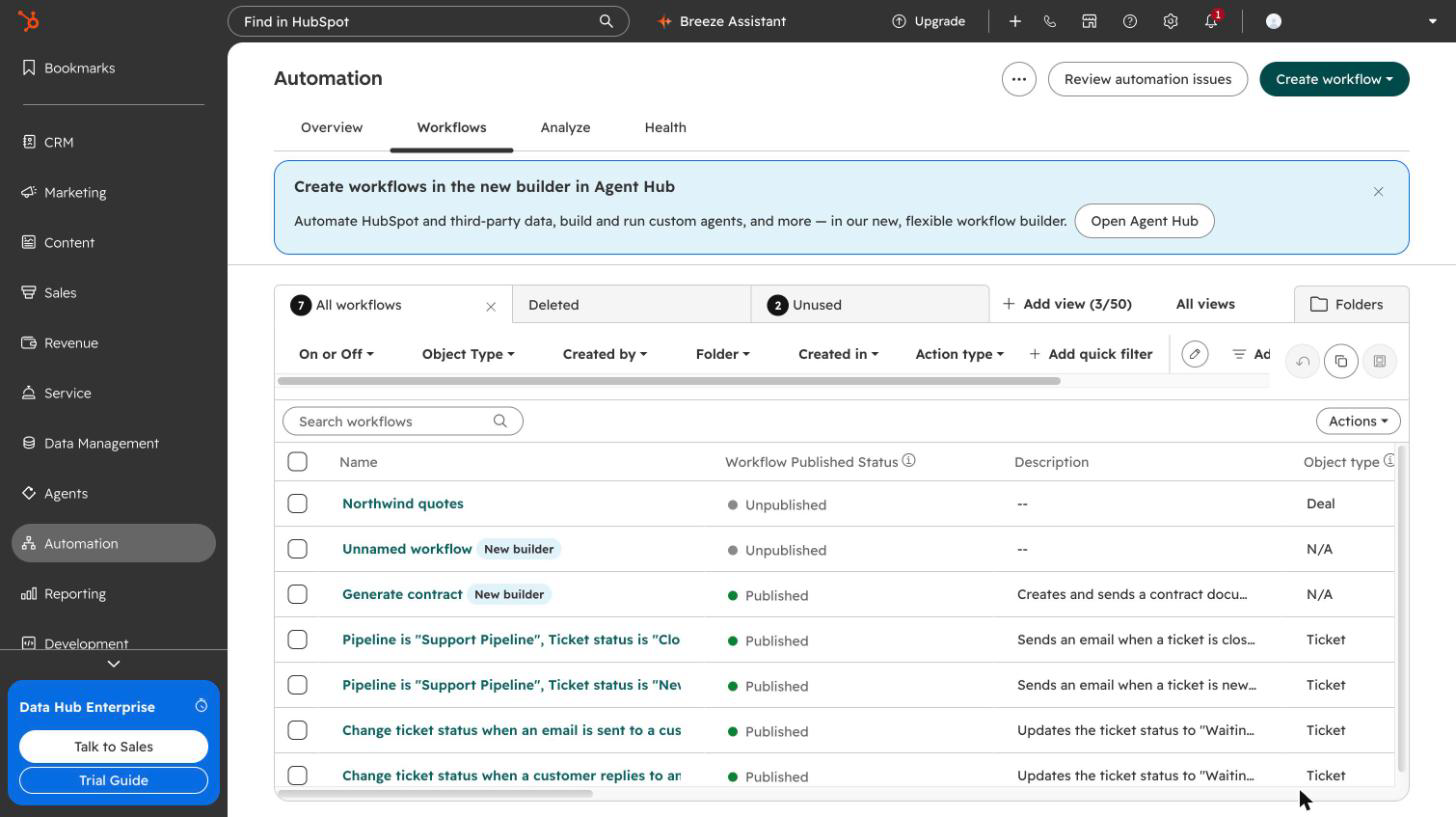 Find in HubSpot
Breeze Assistant
Upgrade
1
Bookmarks
CRM
Marketing
Content
Sales
Revenue
Service
Data Management
Agents
Automation
Reporting
Development
Data Hub Enterprise
Talk to Sales
Trial Guide
Automation
Review automation issues
Create workflow
Overview Workflows Analyze Health
Create workflows in the new builder in Agent Hub
Automate HubSpot and third-party data, build and run custom agents, and more — in our new, flexible workflow builder. Open Agent Hub
7 All workflows Deleted 2 Unused + Add view (3/50) All views Folders
On or Off Object Type Created by Folder Created in Action type + Add quick filter Ad
Search workflows Actions
Name Workflow Published Status Description Object type
Northwind quotes Unpublished -- Deal
Unnamed workflow New builder Unpublished -- N/A
Generate contract New builder Published Creates and sends a contract docu... N/A
Pipeline is "Support Pipeline", Ticket status is "Clo Published Sends an email when a ticket is clos... Ticket
Pipeline is "Support Pipeline", Ticket status is "Nev Published Sends an email when a ticket is new... Ticket
Change ticket status when an email is sent to a cus Published Updates the ticket status to "Waitin... Ticket
Change ticket status when a customer replies to an Published Updates the ticket status to "Waitin... Ticket